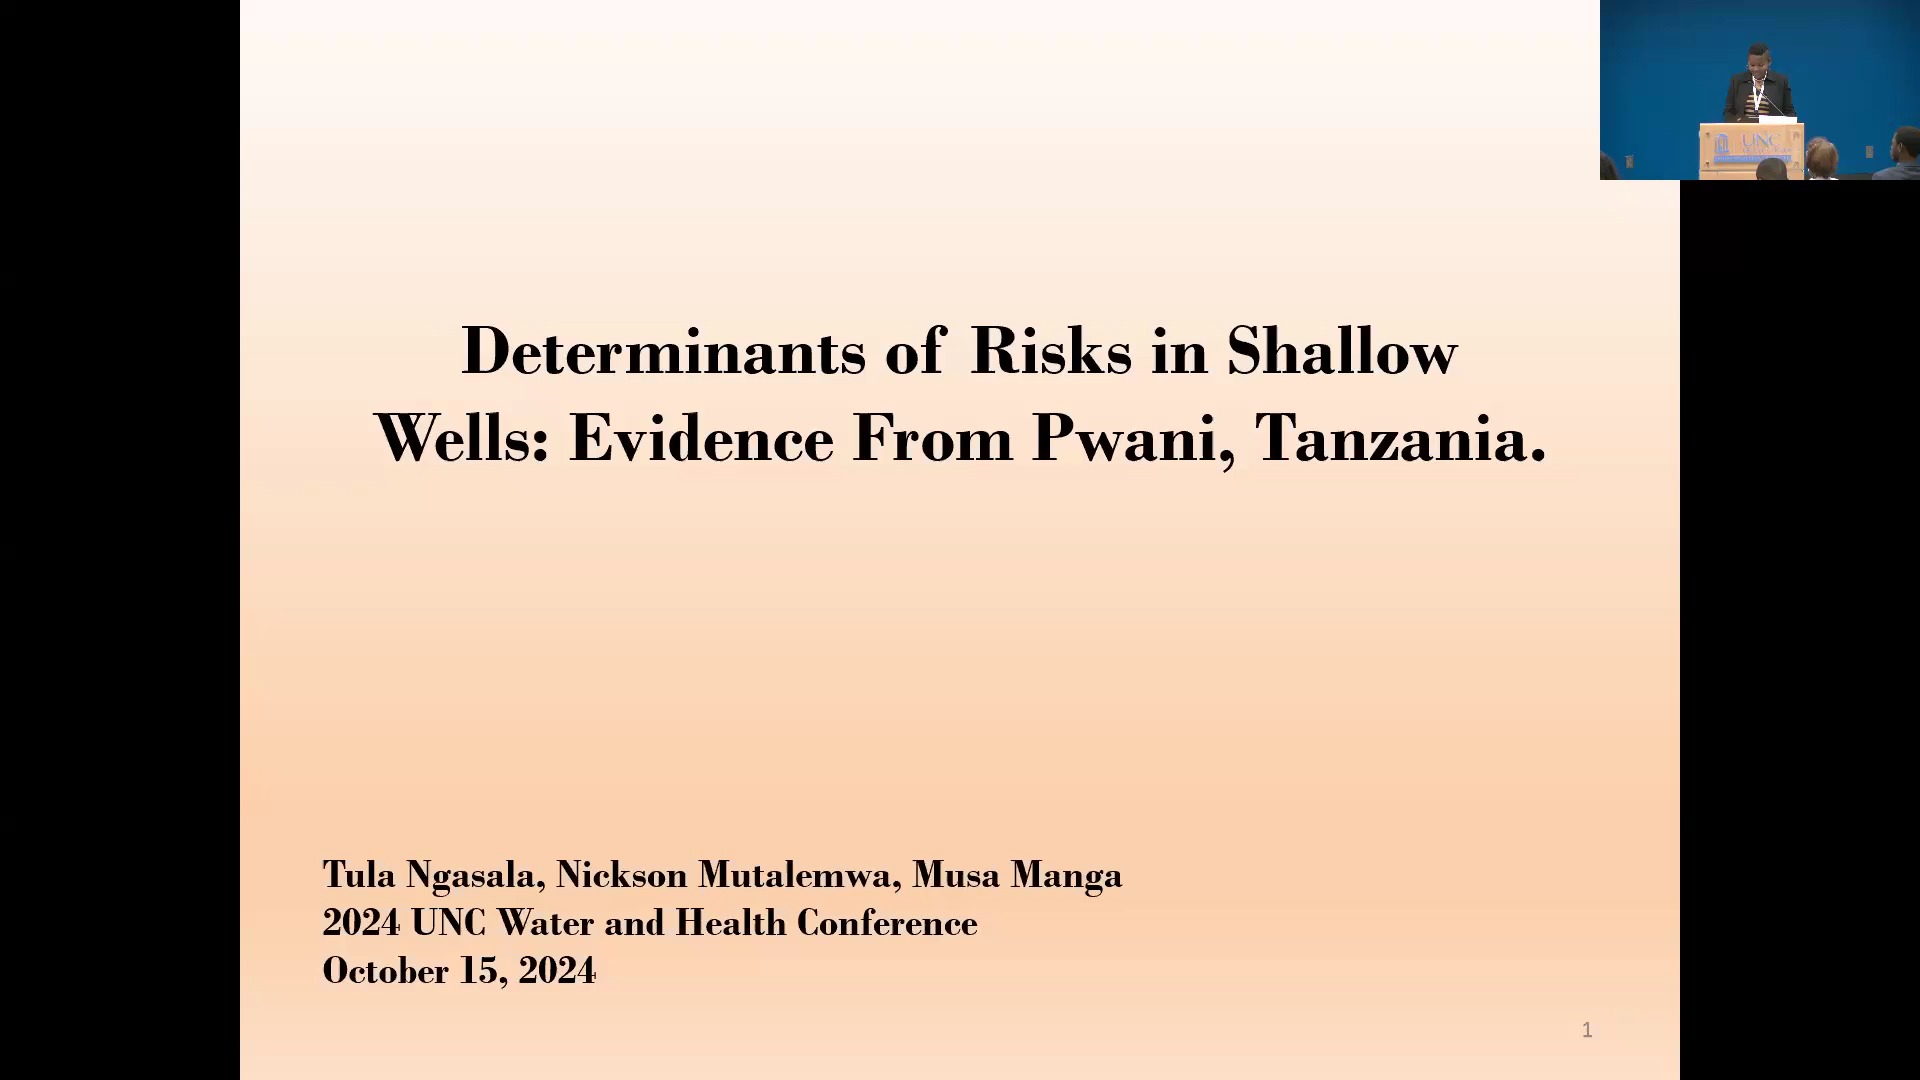 Determinants of Risks in Shallow
Wells: Evidence From Pwani, Tanzania.
Tula Ngasala, Nickson Mutalemwa, Musa Manga
2024 UNC Water and Health Conference
October 15, 2024
1
UNC